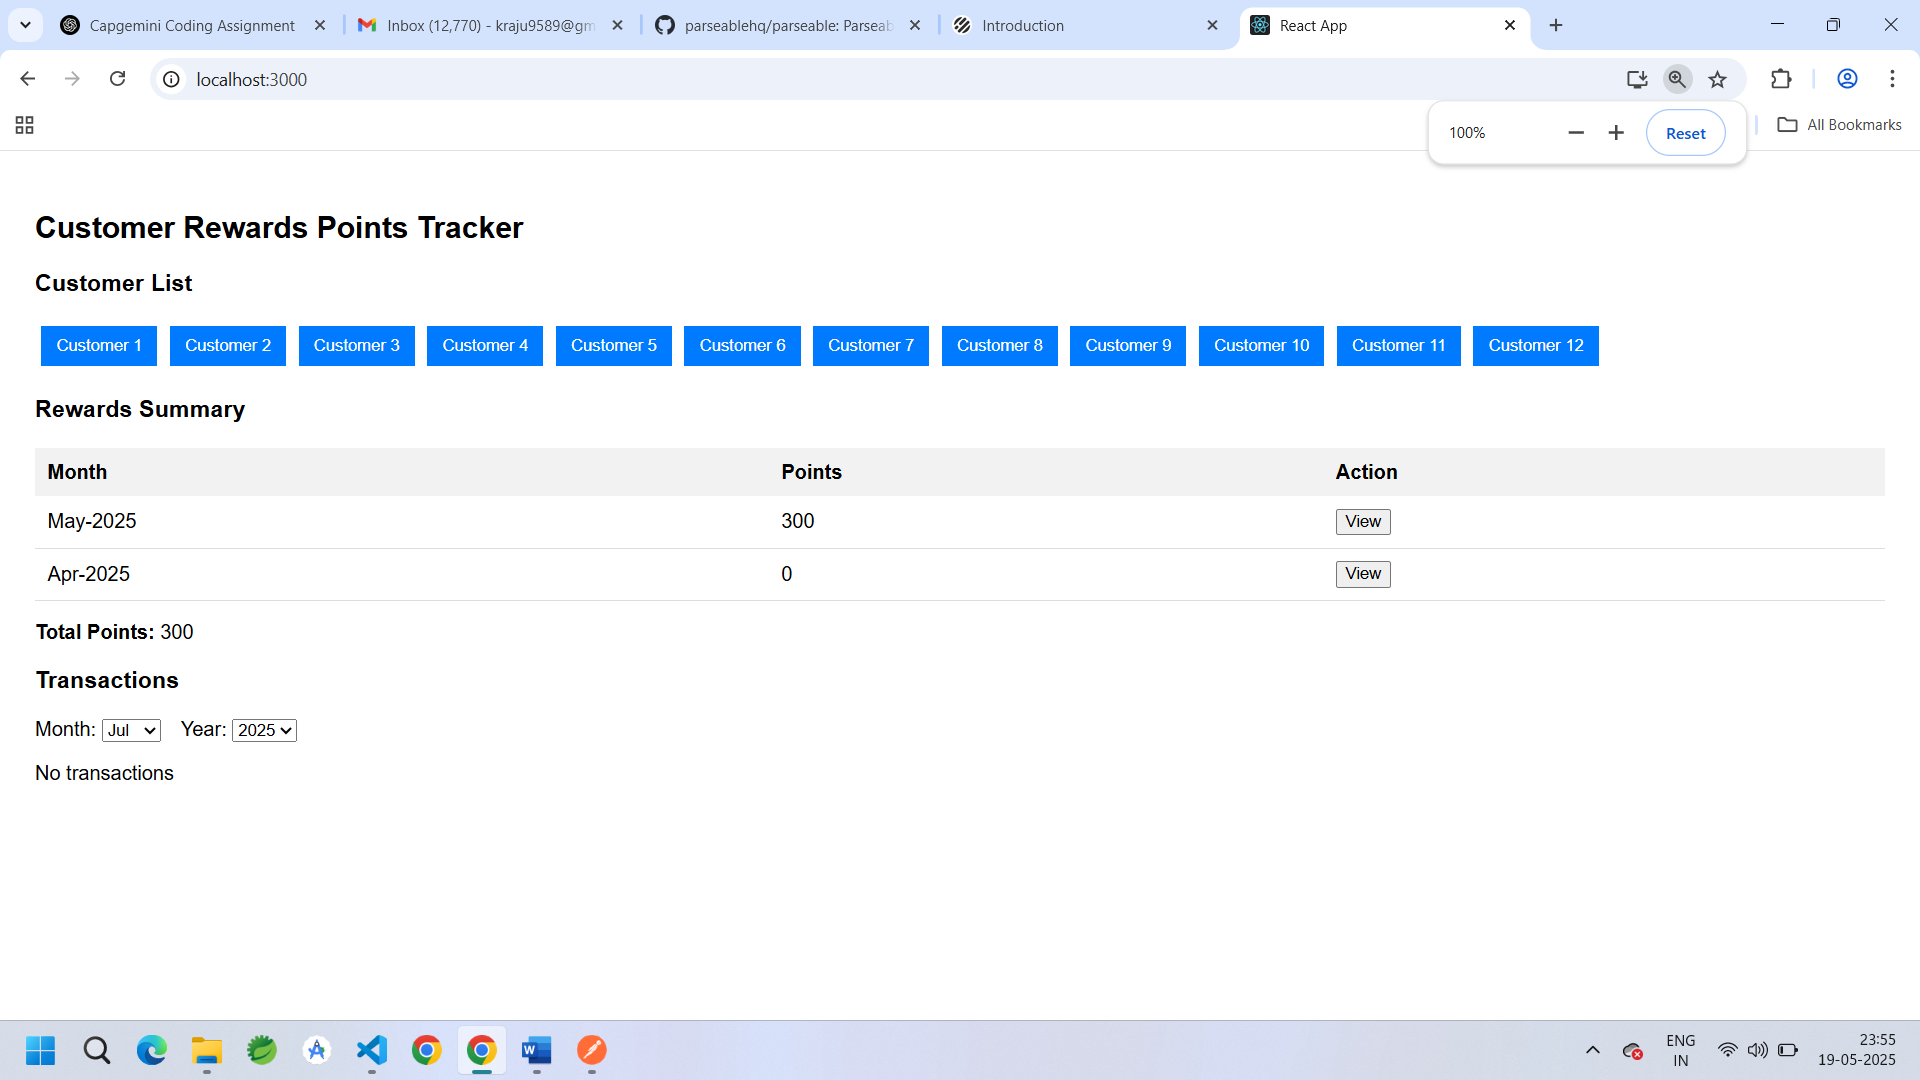 Capgemini Coding Assignment
Inbox (12,770) - kraju9589@gm
parseablehq/parseable: Parseab
Introduction
React App
localhost:3000
100%
Reset
All Bookmarks
Customer Rewards Points Tracker
Customer List
Customer 1 Customer 2 Customer 3 Customer 4 Customer 5 Customer 6 Customer 7 Customer 8 Customer 9 Customer 10 Customer 11 Customer 12
Rewards Summary
Month Points Action
May-2025 300 View
Apr-2025 0 View
Total Points: 300
Transactions
Month: Jul Year: 2025
No transactions
ENG
IN
23:55
19-05-2025